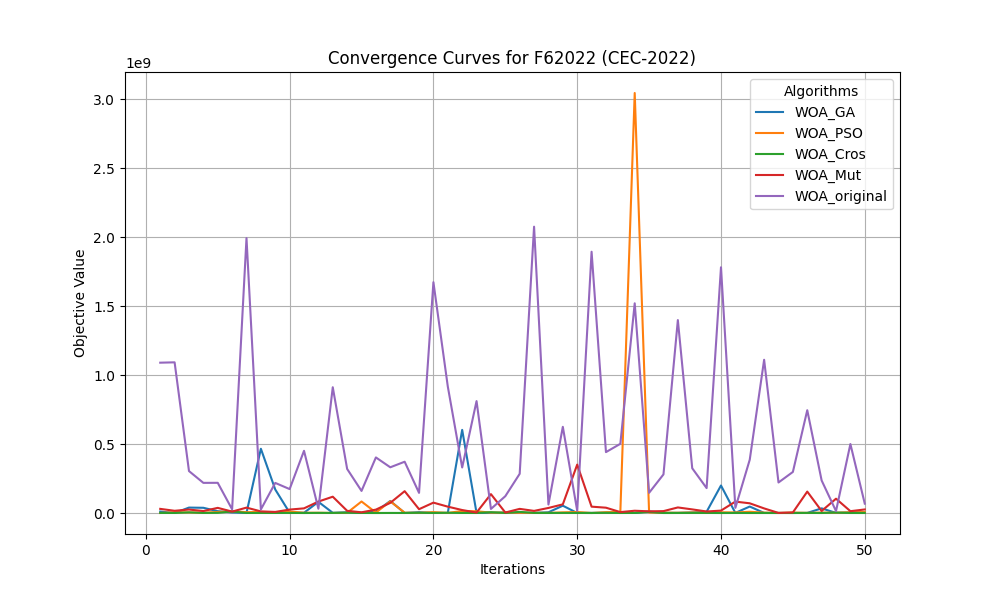 Convergence Curves for F62022 (CEC-2022)
1e9
Algorithms
WOA_GA
WOA_PSO
WOA_Cros
WOA_Mut
WOA_original
3.0
2.5
2.0
1.5
1.0
0.5
0.0
Objective Value
0 10 20 30 40 50
Iterations